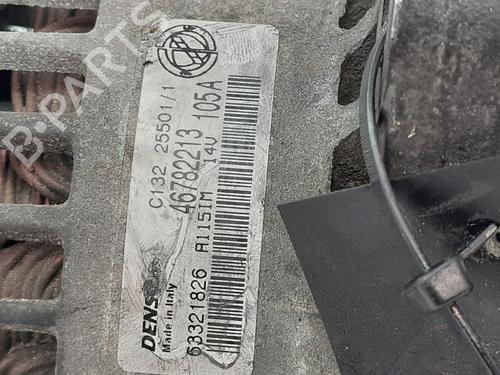 C132 25501/1
46782213 105A
DENSO
Made in Italy
A115IM 14V
63321826
B-PARTS